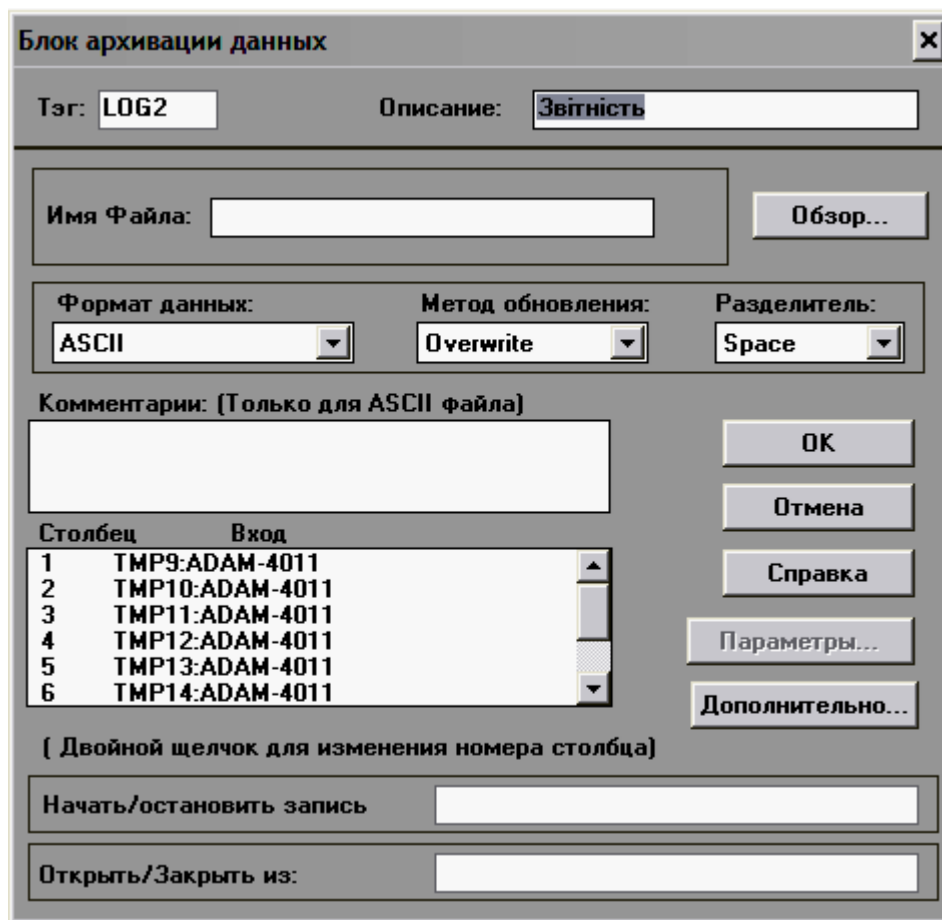 Блок архивации данных
Тэг: LOG2 Описание: Звітність
Имя Файла: Обзор...
Формат данных: Метод обновления: Разделитель:
ASCII Overwrite Space
Комментарии: (Только для ASCII файла)
OK
Отмена
Столбец Вход
1 TMP9:ADAM-4011
2 TMP10:ADAM-4011
3 TMP11:ADAM-4011
4 TMP12:ADAM-4011
5 TMP13:ADAM-4011
6 TMP14:ADAM-4011
Справка
Параметры...
Дополнительно...
( Двойной щелчок для изменения номера столбца)
Начать/остановить запись
Открыть/Закрыть из: